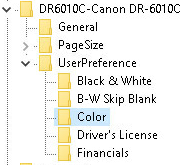 DR6010C-Canon DR-6010C
General
PageSize
UserPreference
Black & White
B-W Skip Blank
Color
Driver's License
Financials